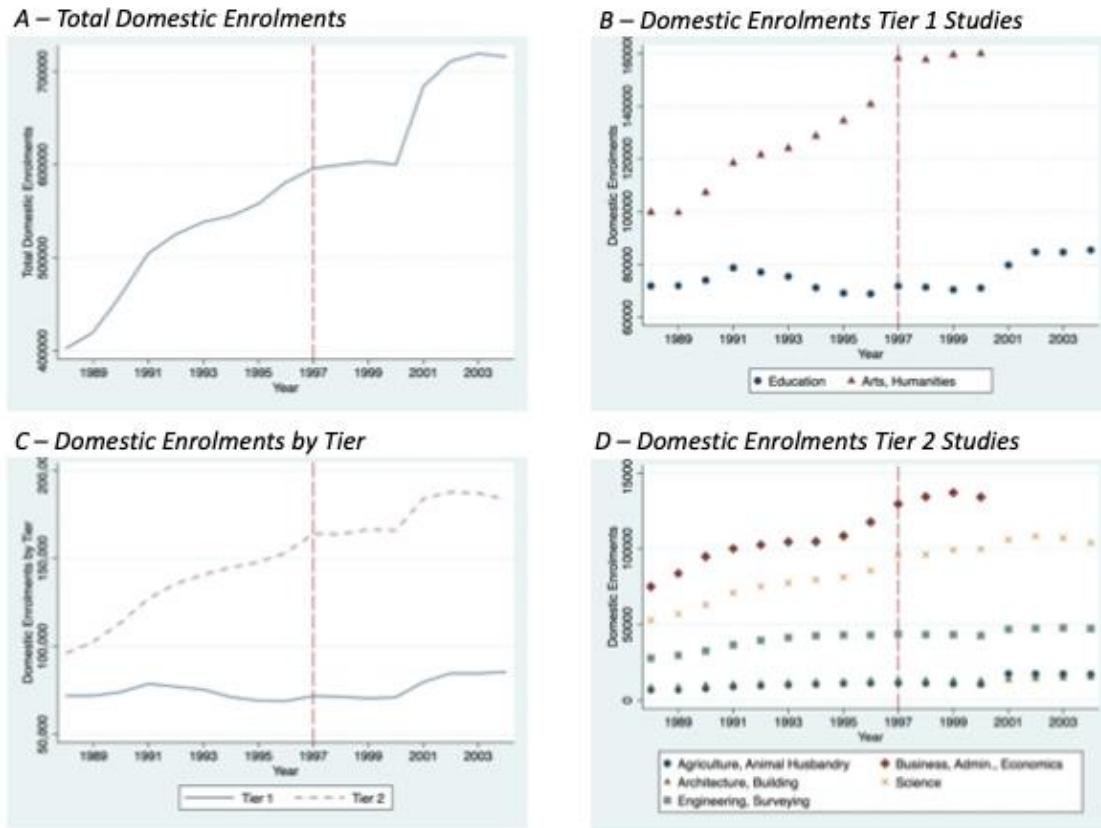 A – Total Domestic Enrolments
Total Domestic Enrolments
700000
600000
500000
400000
1989 1991 1993 1995 1997 1999 2001 2003
Year
B – Domestic Enrolments Tier 1 Studies
Domestic Enrolments
160000
140000
120000
100000
80000
60000
1989 1991 1993 1995 1997 1999 2001 2003
Year
Education Arts, Humanities
C – Domestic Enrolments by Tier
Domestic Enrolments by Tier
200,00
150,000
100,000
50,000
1989 1991 1993 1995 1997 1999 2001 2003
Year
Tier 1 Tier 2
D – Domestic Enrolments Tier 2 Studies
Domestic Enrolments
15000
100000
50000
0
1989 1991 1993 1995 1997 1999 2001 2003
Year
Agriculture, Animal Husbandry Business, Admin., Economics
Architecture, Building Science
Engineering, Surveying